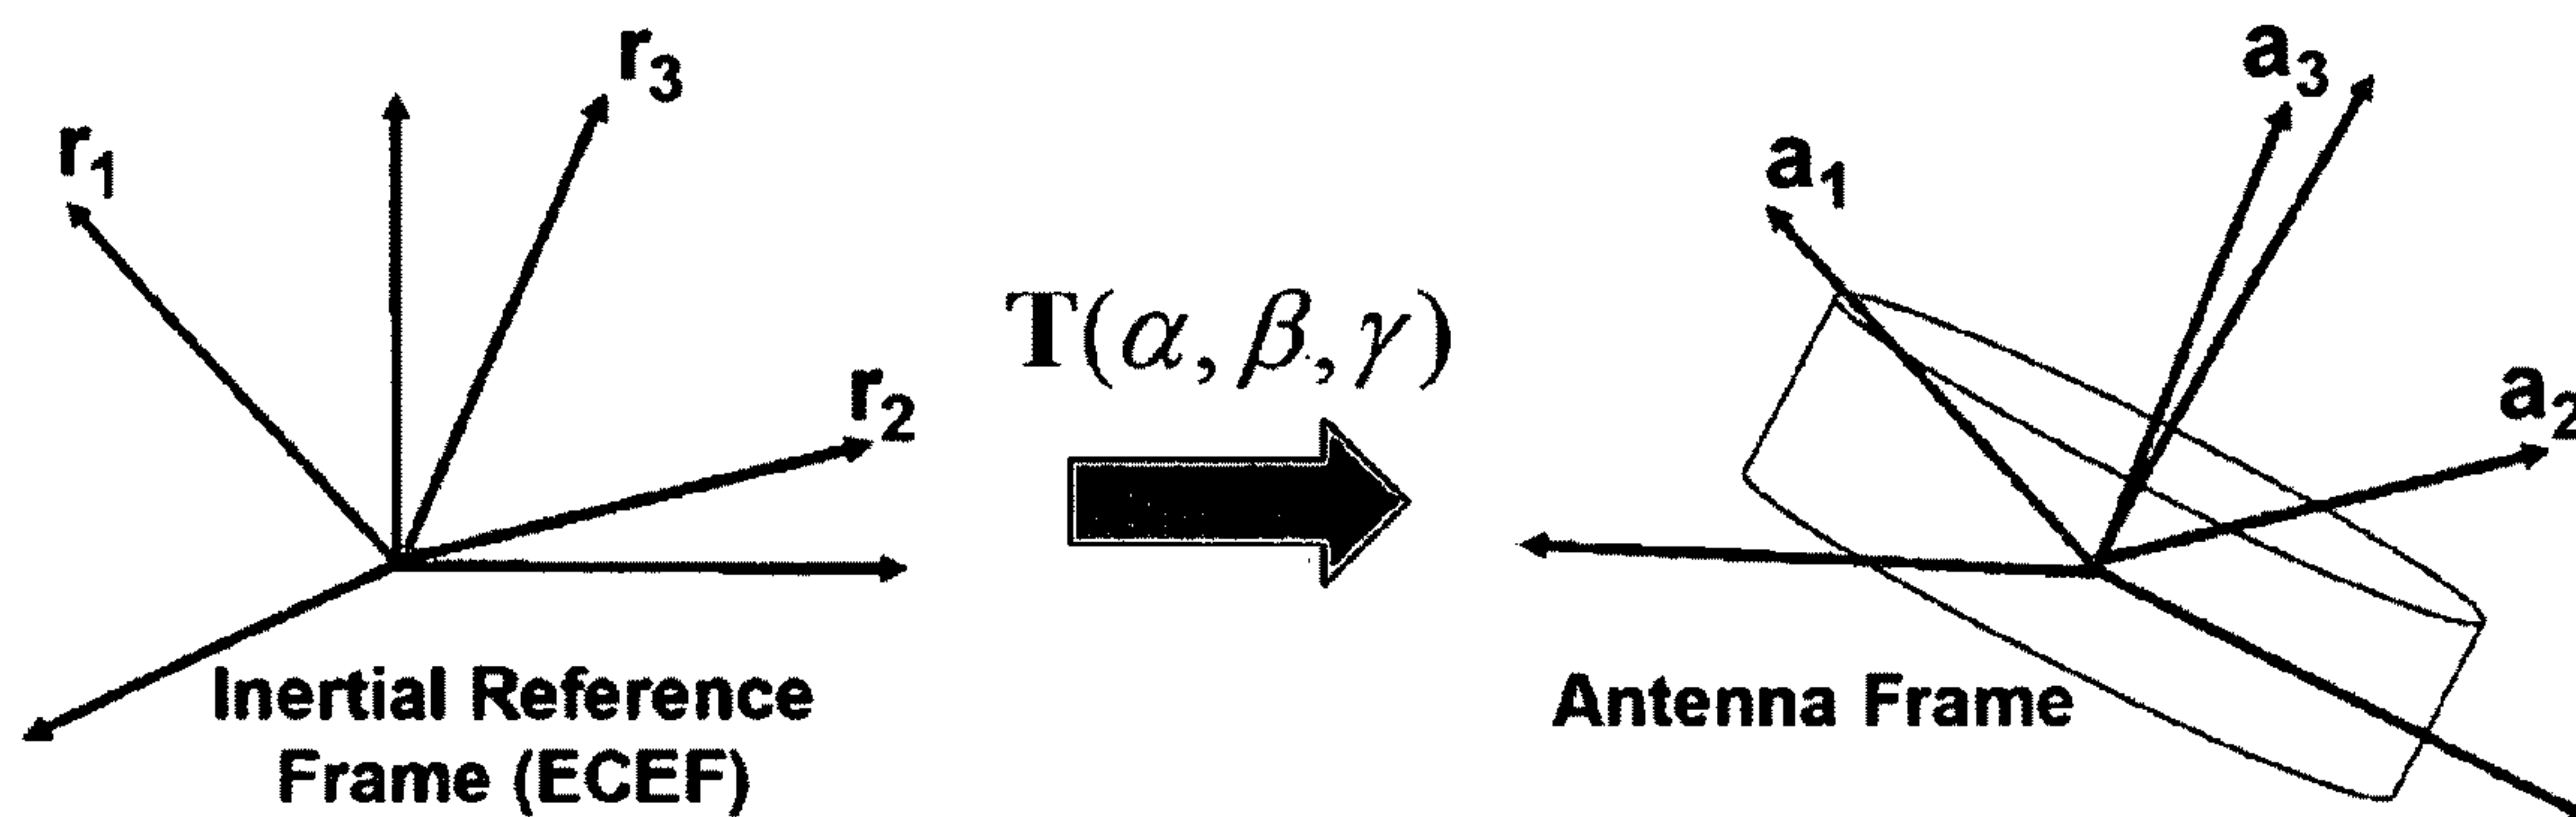 r₁
r₃
r₂
Inertial Reference
Frame (ECEF)
T(α, β, γ)
a₁
a₃
a₂
Antenna Frame